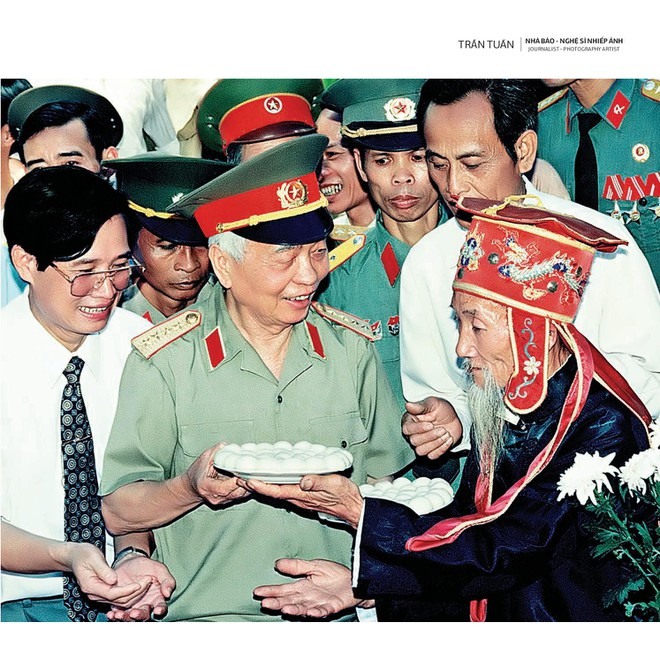 TRẦN TUẤN
NHÀ BÁO - NGHỆ SĨ NHIẾP ẢNH
JOURNALIST - PHOTOGRAPHY ARTIST